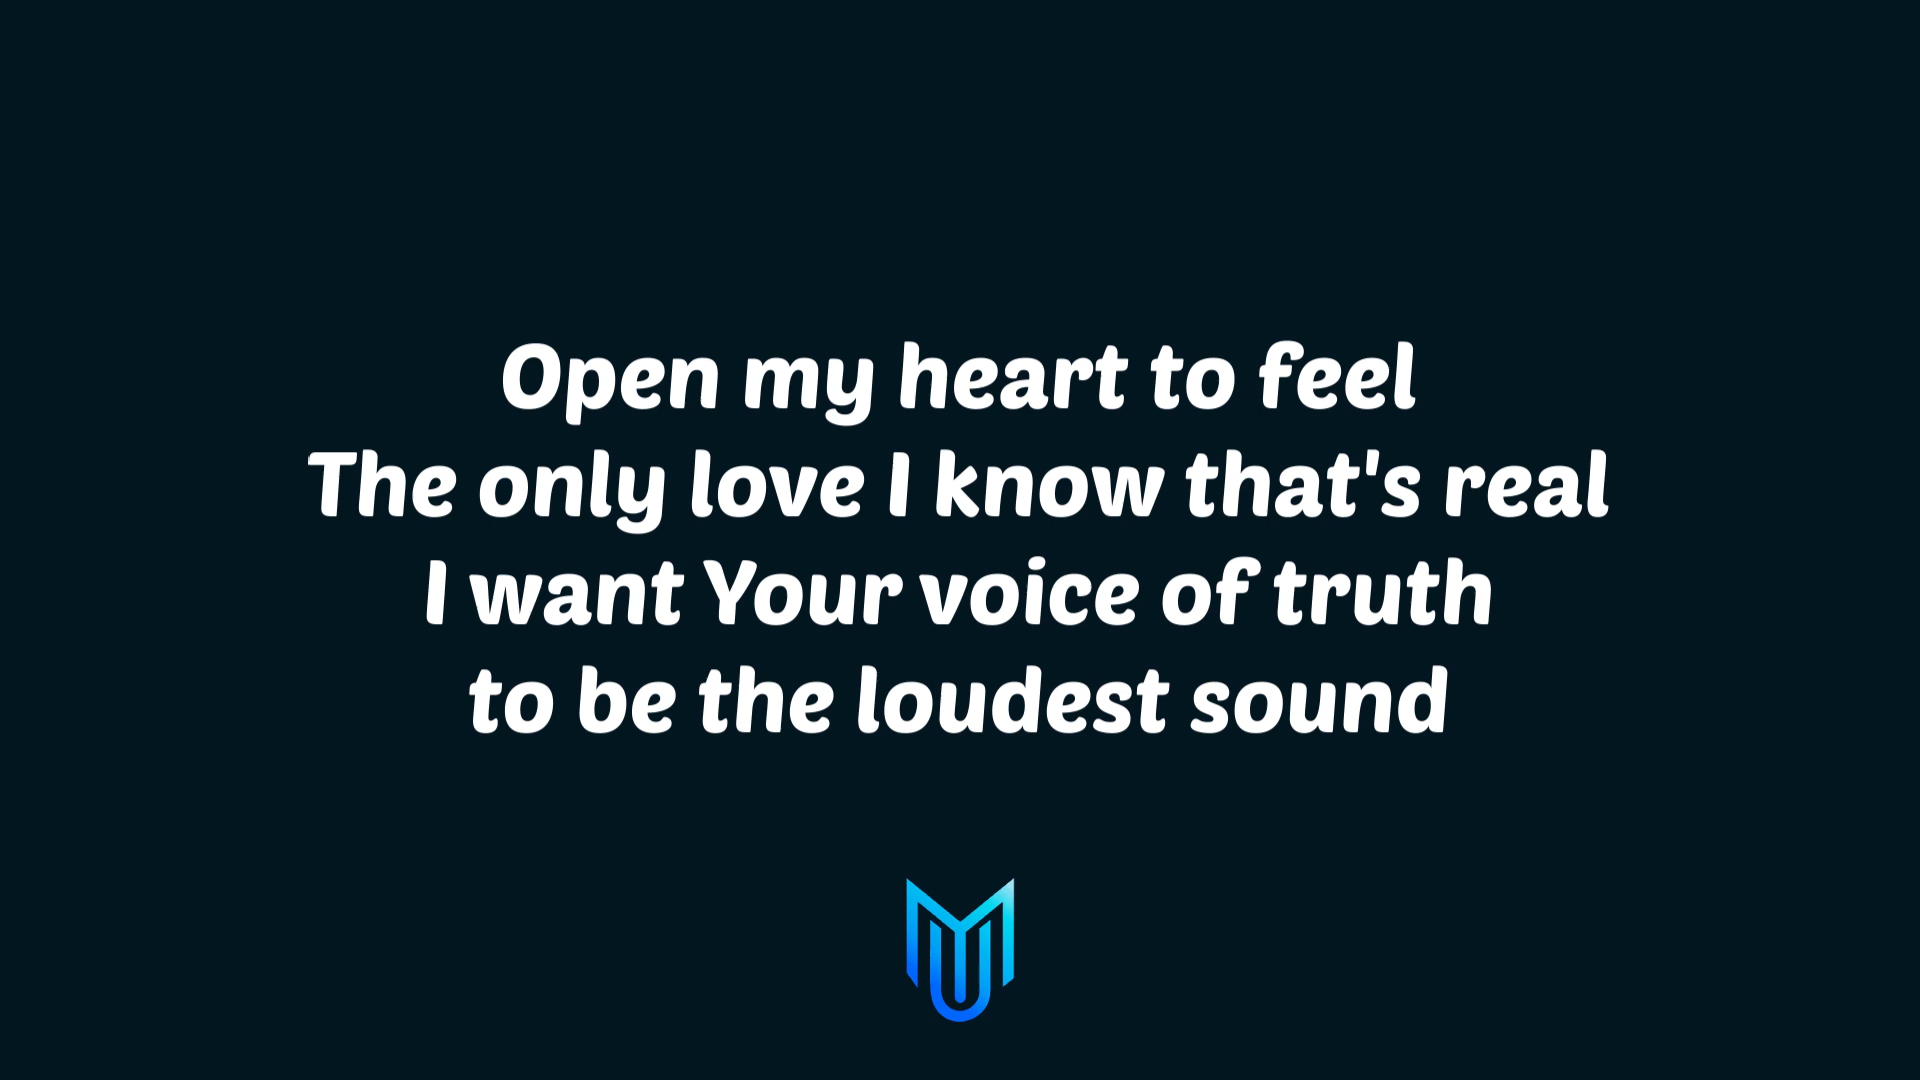 Open my heart to feel
The only love I know that's real
I want Your voice of truth
to be the loudest sound